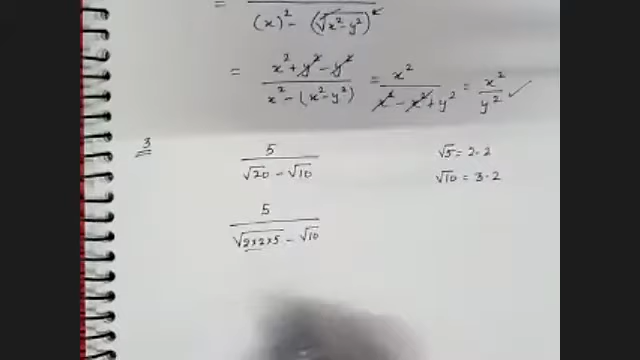 = (x)² - (√x² - y²)²
= x² + y² - y² / x² - (x² - y²) = x² / x² - x² + y² = x² / y² ✓
3 5 / √20 - √10 √5 = 2.2
√10 = 3.2
5 / √2×2×5 - √10